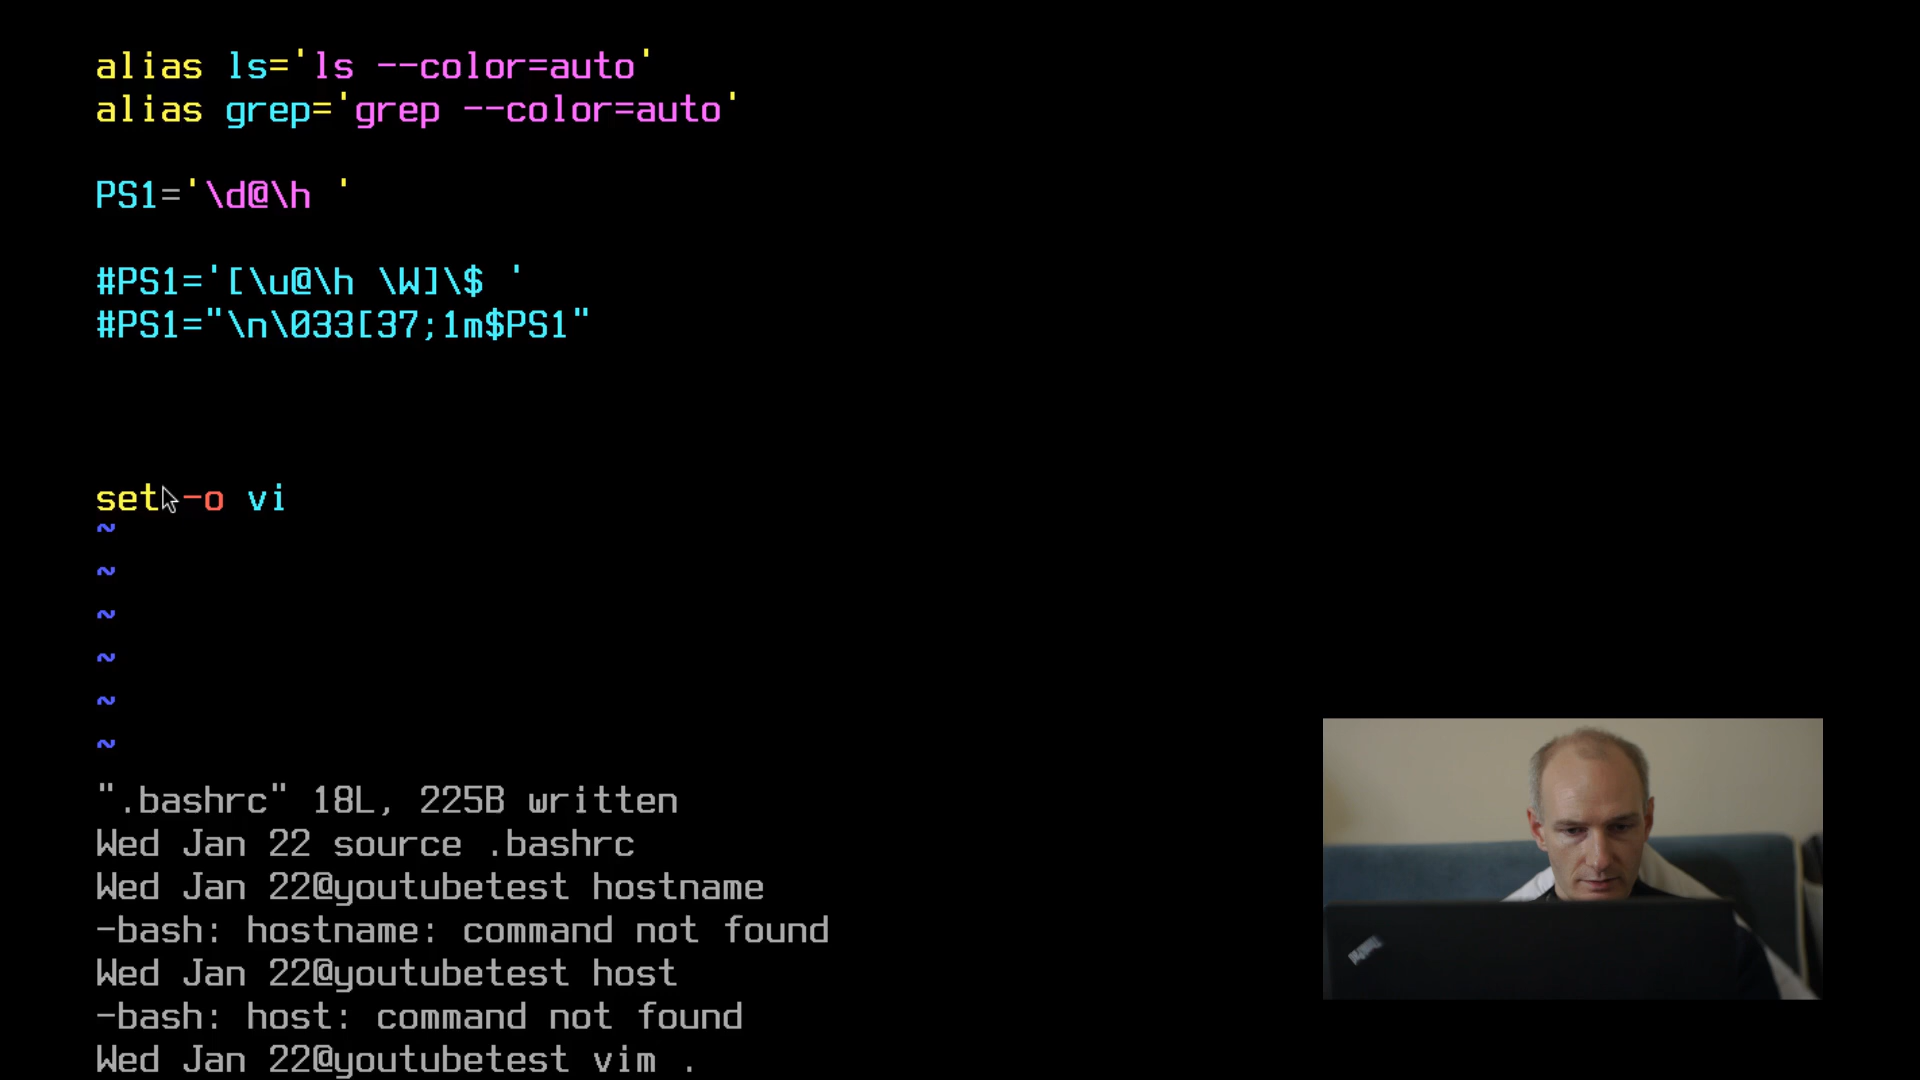 alias ls='ls --color=auto'
alias grep='grep --color=auto'
PS1='\d@\h '
#PS1='[\u@\h \W]\$ '
#PS1="\n\033[37;1m$PS1"
set -o vi
~
~
~
~
~
~
".bashrc" 18L, 225B written
Wed Jan 22 source .bashrc
Wed Jan 22@youtubetest hostname
-bash: hostname: command not found
Wed Jan 22@youtubetest host
-bash: host: command not found
Wed Jan 22@youtubetest vim .